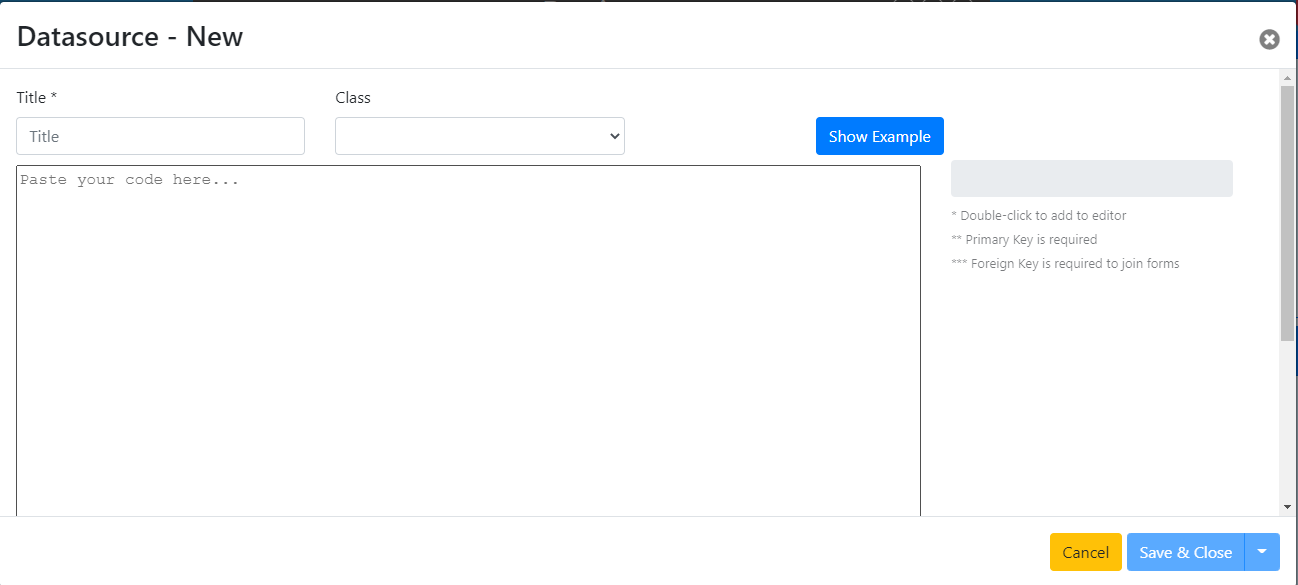 Datasource - New
Title *
Class
Title
Show Example
Paste your code here...
* Double-click to add to editor
** Primary Key is required
*** Foreign Key is required to join forms
Cancel
Save & Close